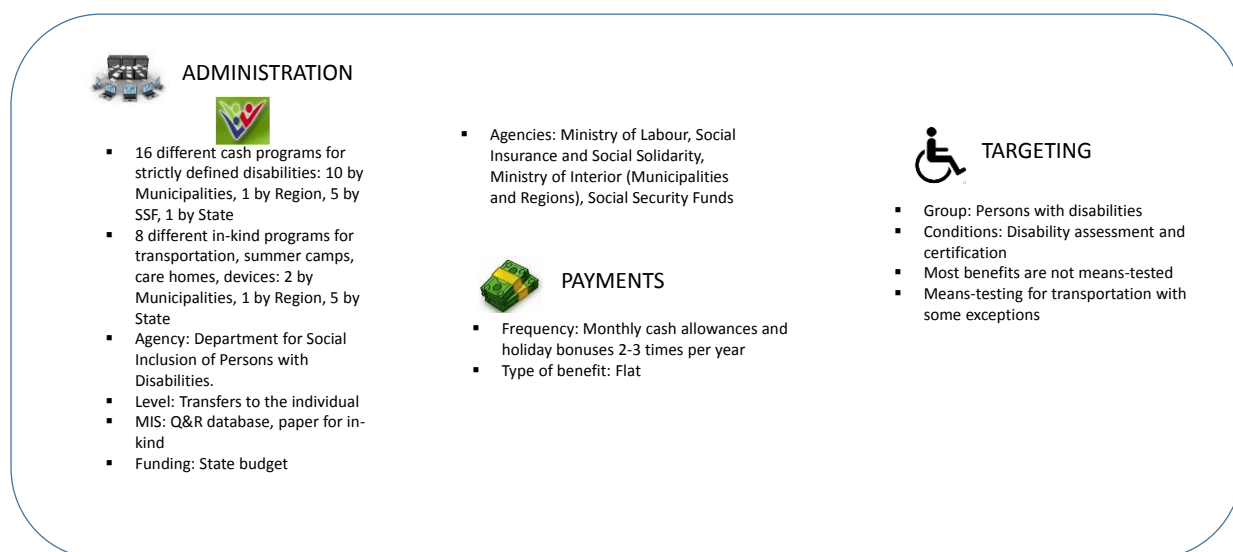 ADMINISTRATION
▪ 16 different cash programs for
strictly defined disabilities: 10 by
Municipalities, 1 by Region, 5 by
SSF, 1 by State
▪ 8 different in-kind programs for
transportation, summer camps,
care homes, devices: 2 by
Municipalities, 1 by Region, 5 by
State
▪ Agency: Department for Social
Inclusion of Persons with
Disabilities.
▪ Level: Transfers to the individual
▪ MIS: Q&R database, paper for in-
kind
▪ Funding: State budget
▪ Agencies: Ministry of Labour, Social
Insurance and Social Solidarity,
Ministry of Interior (Municipalities
and Regions), Social Security Funds
PAYMENTS
▪ Frequency: Monthly cash allowances and
holiday bonuses 2-3 times per year
▪ Type of benefit: Flat
TARGETING
▪ Group: Persons with disabilities
▪ Conditions: Disability assessment and
certification
▪ Most benefits are not means-tested
▪ Means-testing for transportation with
some exceptions